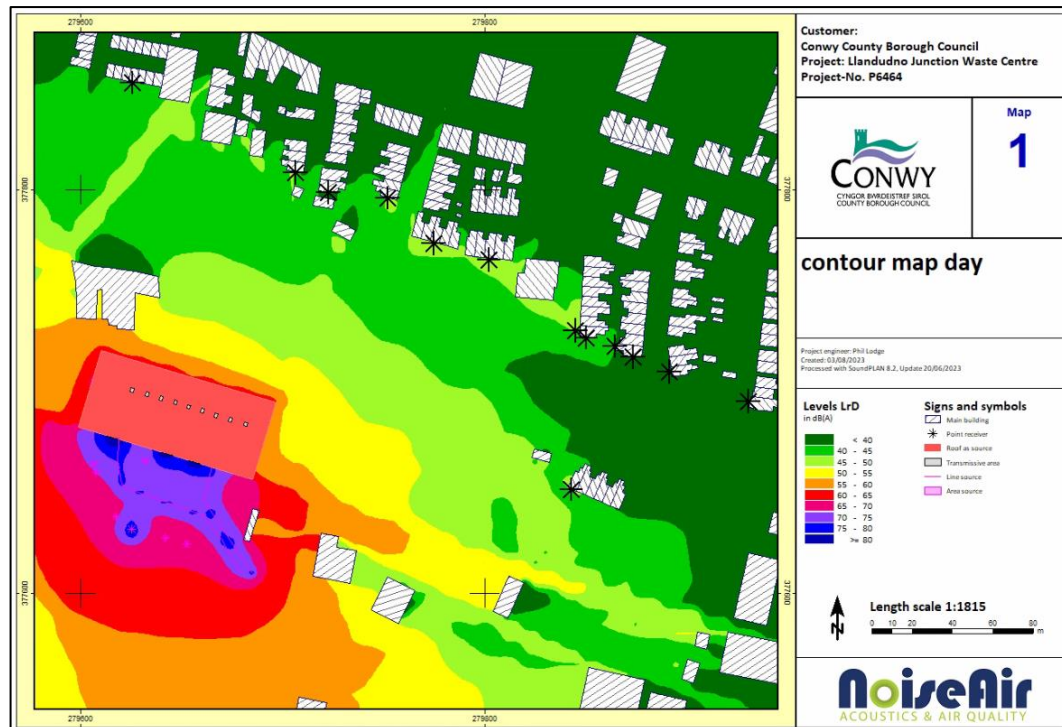 279600
279800
377800
377800
377600
377600
279600
279800
Customer:
Conwy County Borough Council
Project: Llandudno Junction Waste Centre
Project-No. P6464
CONWY
CYNGOR BWRDEISTREF SIROL
COUNTY BOROUGH COUNCIL
Map
1
contour map day
Project engineer: Phil Lodge
Created: 03/08/2023
Processed with SoundPLAN 8.2, Update 20/06/2023
Levels LrD
in dB(A)
< 40
40 - 45
45 - 50
50 - 55
55 - 60
60 - 65
65 - 70
70 - 75
75 - 80
>= 80
Signs and symbols
Main building
Point receiver
Roof as source
Transmissive area
Line source
Area source
N
Length scale 1:1815
0 10 20 40 60 80
m
NoiseAir
ACOUSTICS & AIR QUALITY